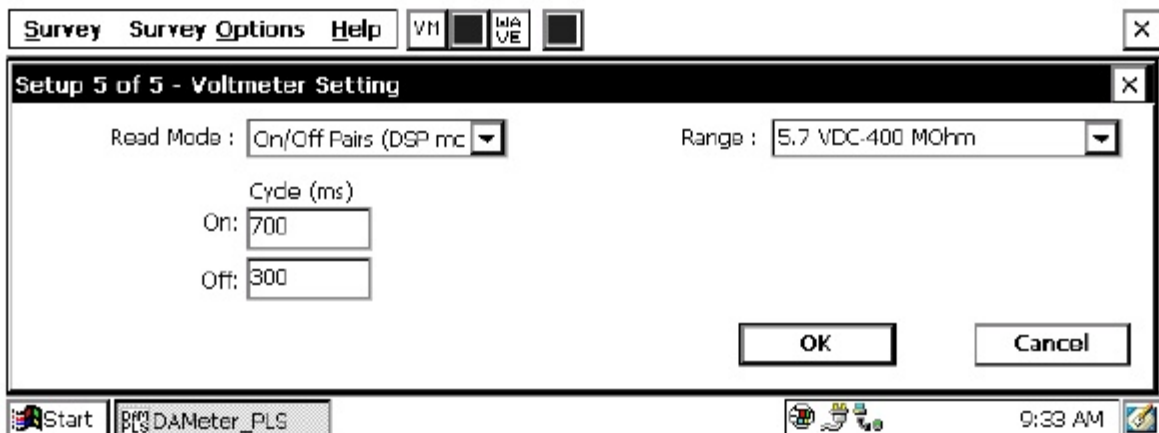 Survey Survey Options Help VM WAVE
Setup 5 of 5 - Voltmeter Setting
Read Mode : On/Off Pairs (DSP mc Range : 5.7 VDC-400 MOhm
Cycle (ms)
On: 700
Off: 300
OK Cancel
Start DAMeter_PLS 9:33 AM